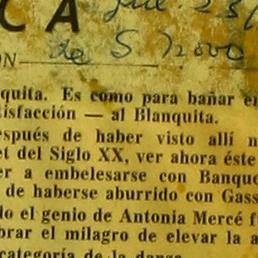 CA
ON
de S 
quita. Es como para bañar en
tisfacción — al Blanquita.
espués de haber visto allí n
et del Siglo XX, ver ahora éste
er a embelesarse con Banque
de haberse aburrido con Gass
do el genio de Antonia Mercé f
brar el milagro de elevar la a
categoría de la danza